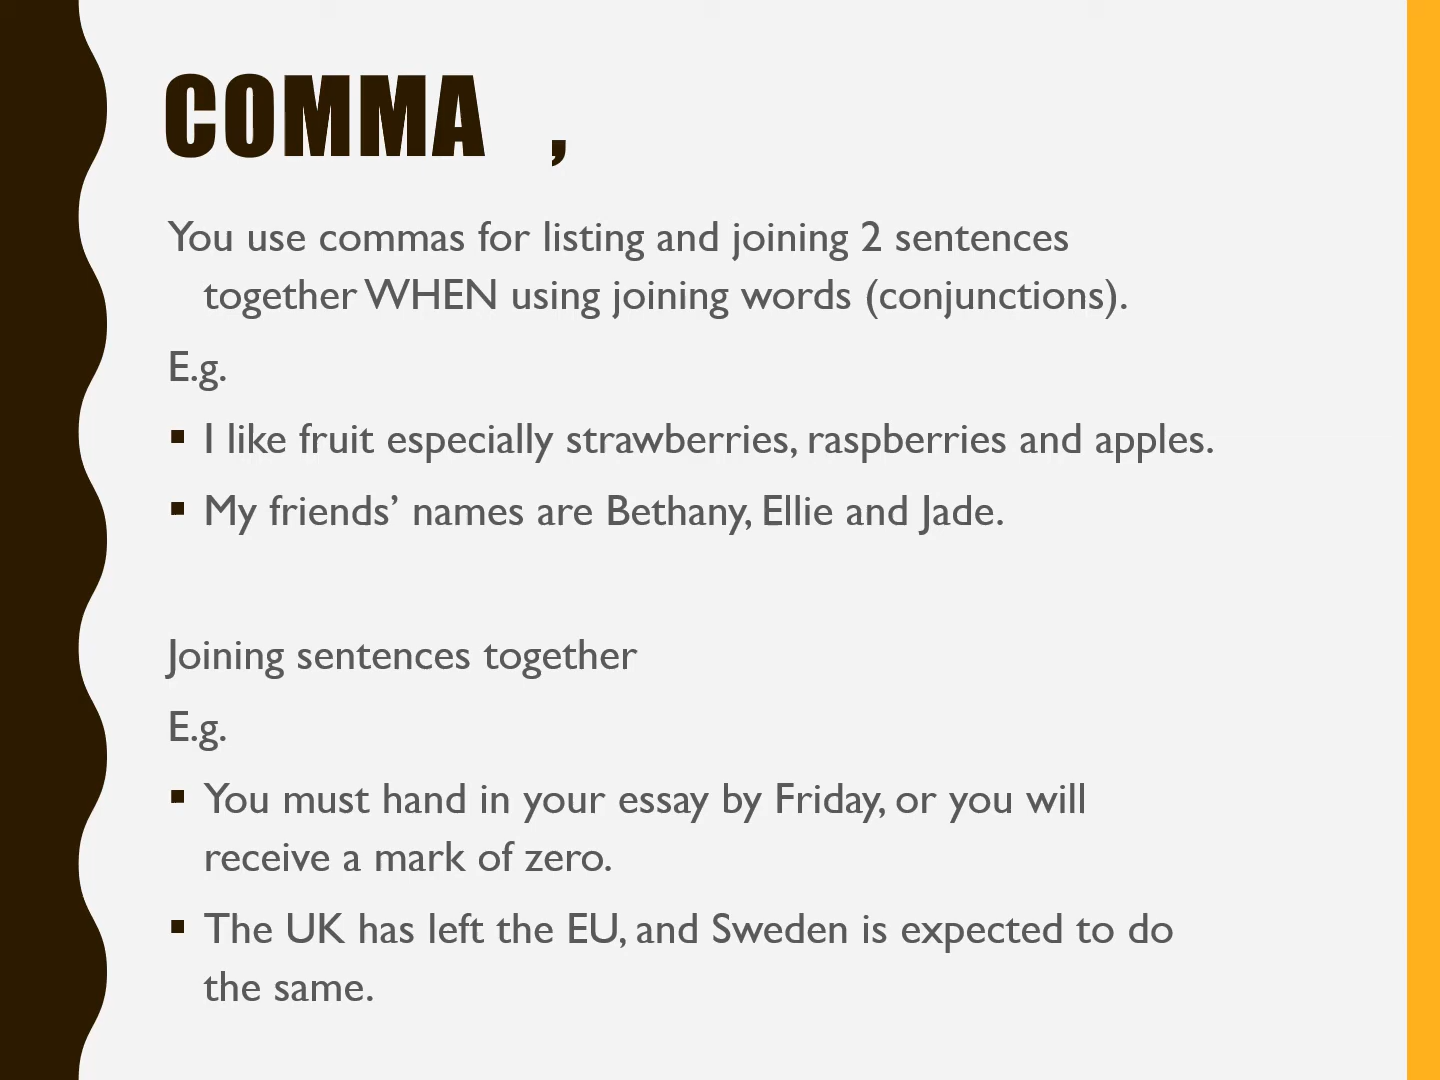 COMMA ,
You use commas for listing and joining 2 sentences
together WHEN using joining words (conjunctions).
E.g.
▪ I like fruit especially strawberries, raspberries and apples.
▪ My friends’ names are Bethany, Ellie and Jade.
Joining sentences together
E.g.
▪ You must hand in your essay by Friday, or you will
receive a mark of zero.
▪ The UK has left the EU, and Sweden is expected to do
the same.